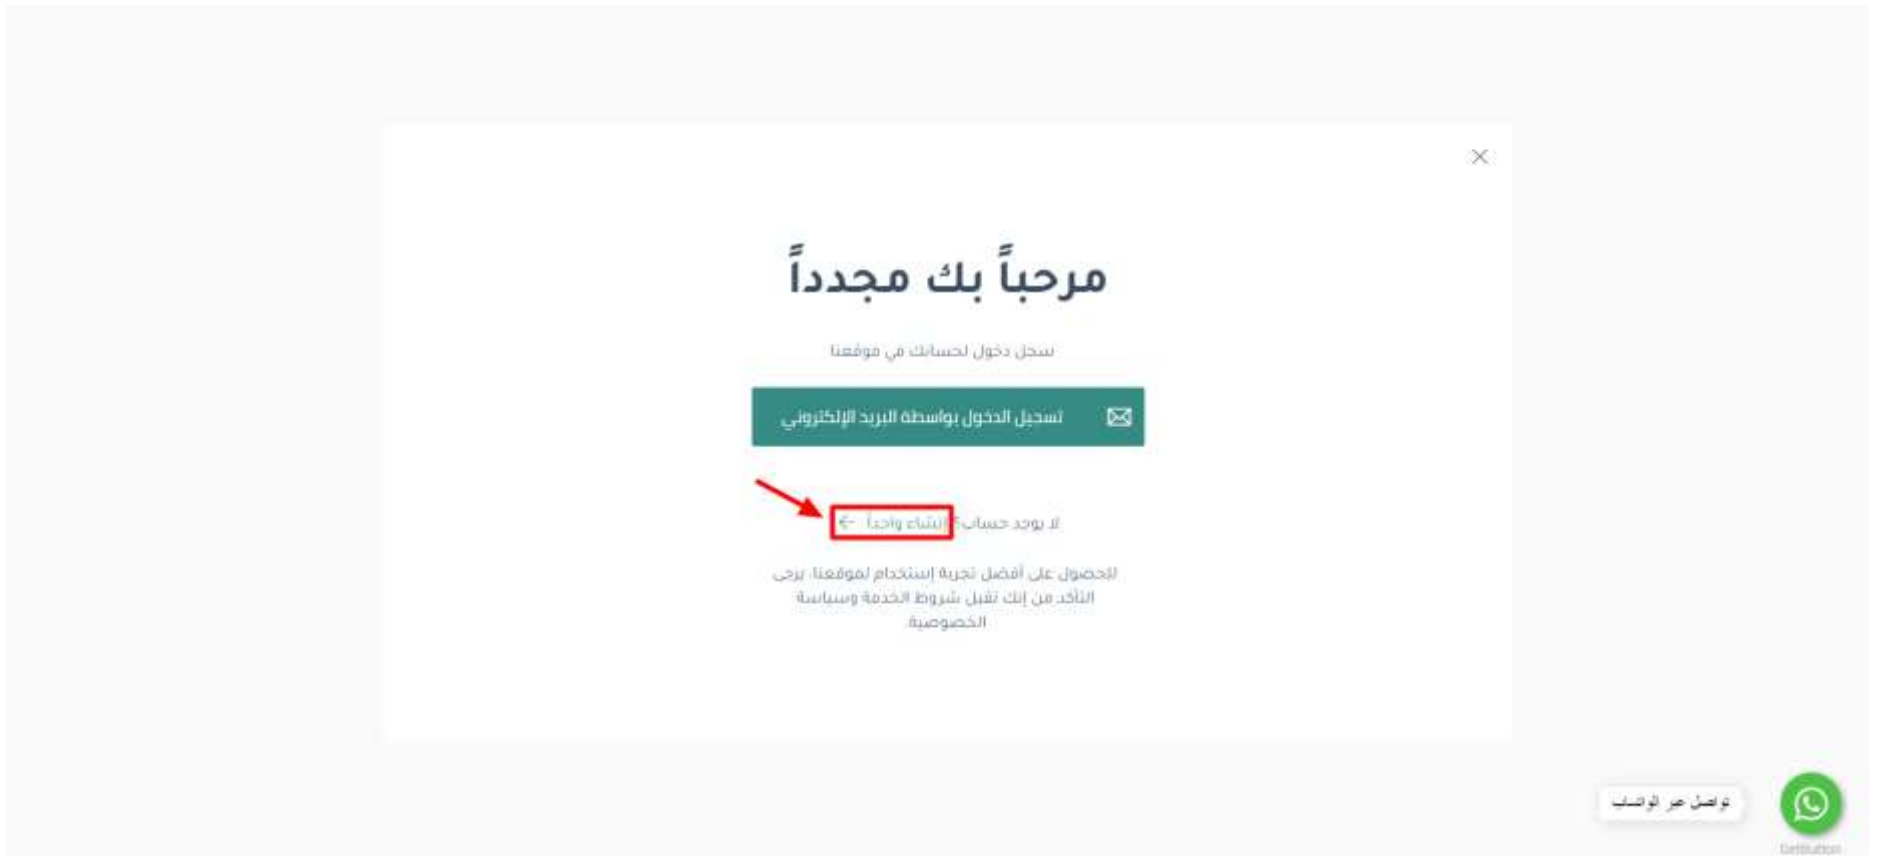 مرحباً بك مجدداً
سجل دخول لحسابك في موقعنا
تسجيل الدخول بواسطة البريد الإلكتروني
لا يوجد حساب؟ إنشاء واحداً ←
للحصول على أفضل تجربة إستخدام لموقعنا، يرجى
التأكد من إنك تقبل شروط الخدمة وسياسة
الخصوصية.
تواصل عبر الواتساب
GetButton